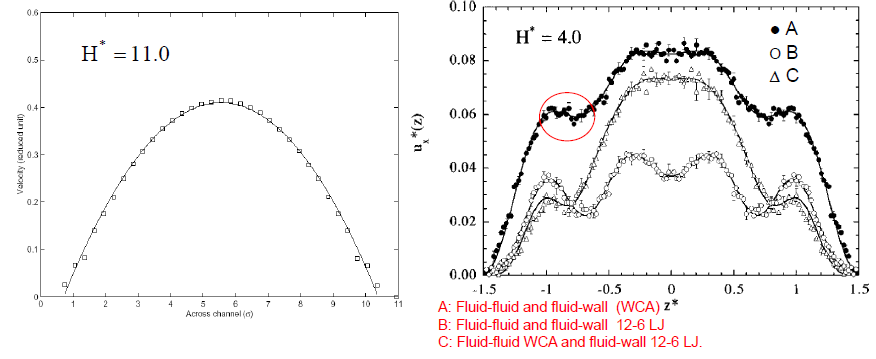 0.6
0.5
0.4
0.3
0.2
0.1
0
H* = 11.0
Velocity (reduced unit)
0 1 2 3 4 5 6 7 8 9 10 11
Across channel (σ)
0.10
0.08
0.06
0.04
0.02
0.00
H* = 4.0
A
B
C
uₓ*(z)
-1.5 -1 -0.5 0 0.5 1 1.5
z*
A: Fluid-fluid and fluid-wall (WCA)
B: Fluid-fluid and fluid-wall 12-6 LJ
C: Fluid-fluid WCA and fluid-wall 12-6 LJ.